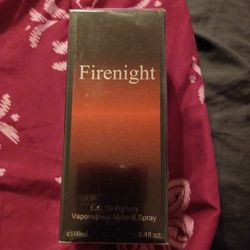 Firenight
Eau De Parfum
Vaporisateur Natural Spray
e100ml
3.4fl.oz.